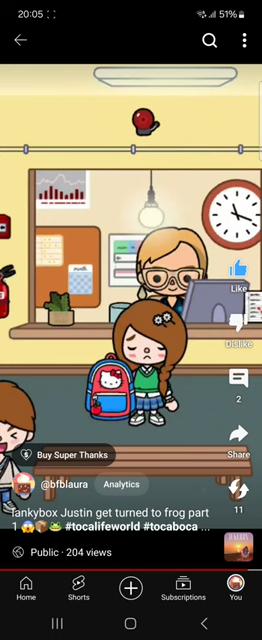 20:05
51%
Like
Dislike
2
Share
11
Buy Super Thanks
@bfblaura
Analytics
Tankybox Justin get turned to frog part
1 😱📦🐸 #tocalifeworld #tocaboca ...
Public · 204 views
Home
Shorts
Subscriptions
You